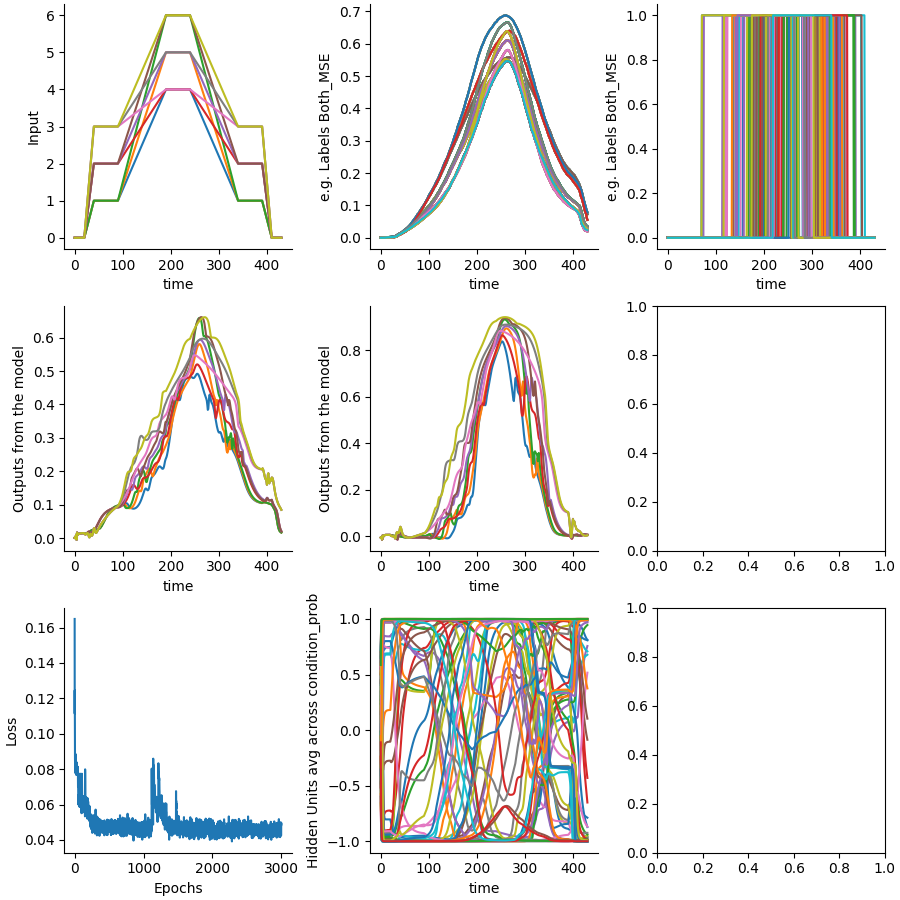 6
5
4
3
2
1
0
Input
0 100 200 300 400
time
0.7
0.6
0.5
0.4
0.3
0.2
0.1
0.0
e.g. Labels Both_MSE
0 100 200 300 400
time
1.0
0.8
0.6
0.4
0.2
0.0
e.g. Labels Both_MSE
0 100 200 300 400
time
0.6
0.5
0.4
0.3
0.2
0.1
0.0
Outputs from the model
0 100 200 300 400
time
0.8
0.6
0.4
0.2
0.0
Outputs from the model
0 100 200 300 400
time
1.0
0.8
0.6
0.4
0.2
0.0
0.0 0.2 0.4 0.6 0.8 1.0
0.16
0.14
0.12
0.10
0.08
0.06
0.04
Loss
0 1000 2000 3000
Epochs
1.0
0.5
0.0
−0.5
−1.0
Hidden Units avg across condition_prob
0 100 200 300 400
time
1.0
0.8
0.6
0.4
0.2
0.0
0.0 0.2 0.4 0.6 0.8 1.0